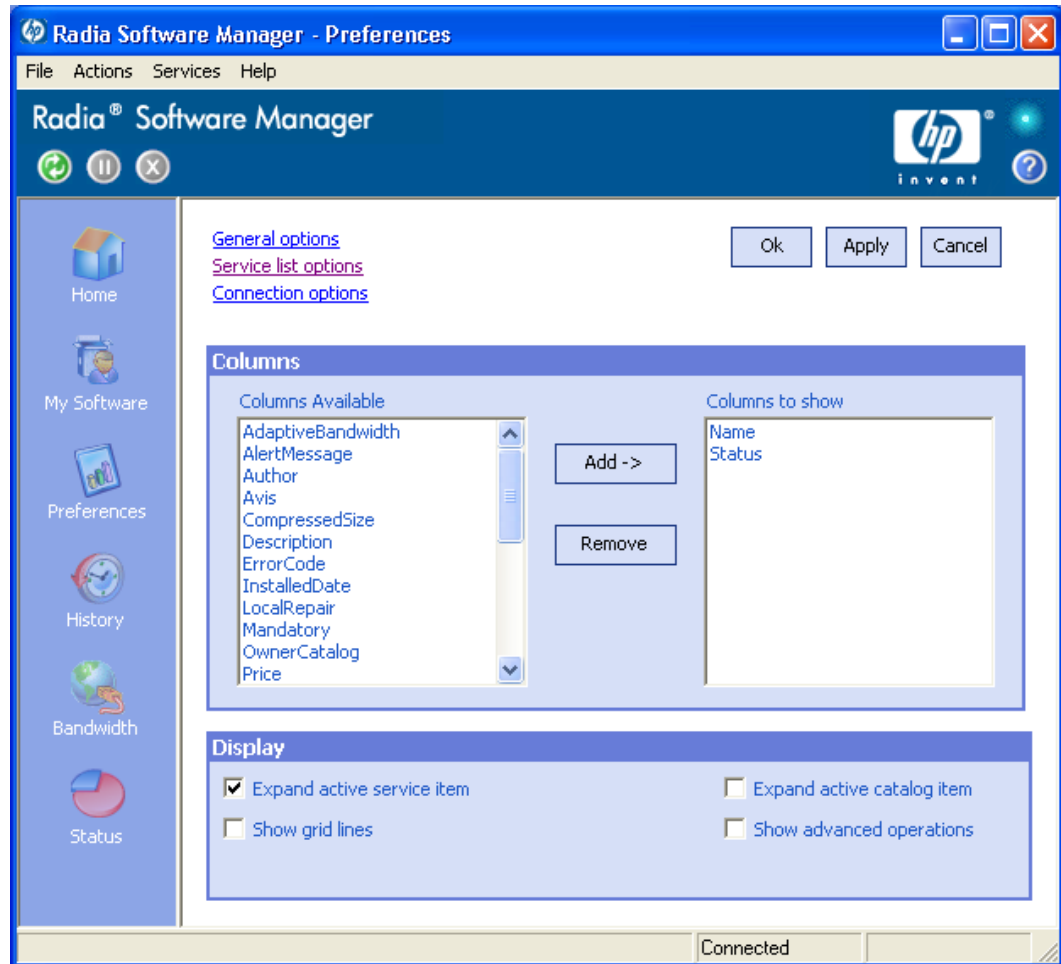 Radia Software Manager - Preferences
File Actions Services Help
Radia® Software Manager
hp®
invent
?
Home
My Software
Preferences
History
Bandwidth
Status
General options
Service list options
Connection options
Ok Apply Cancel
Columns
Columns Available
AdaptiveBandwidth
AlertMessage
Author
Avis
CompressedSize
Description
ErrorCode
InstalledDate
LocalRepair
Mandatory
OwnerCatalog
Price
Add ->
Remove
Columns to show
Name
Status
Display
Expand active service item Expand active catalog item
Show grid lines Show advanced operations
Connected